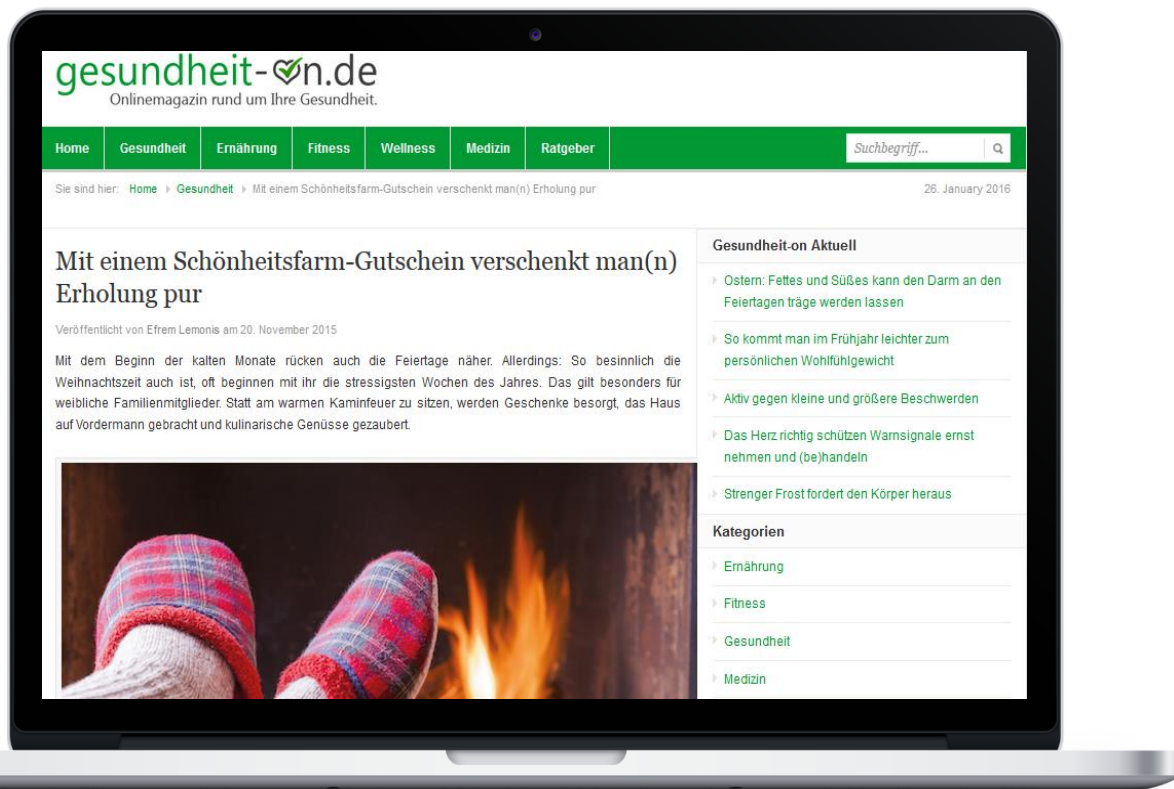 gesundheit-on.de
Onlinemagazin rund um Ihre Gesundheit.
Home Gesundheit Ernährung Fitness Wellness Medizin Ratgeber Suchbegriff...
Sie sind hier: Home Gesundheit Mit einem Schönheitsfarm-Gutschein verschenkt man(n) Erholung pur 26. January 2016
Mit einem Schönheitsfarm-Gutschein verschenkt man(n)
Erholung pur
Veröffentlicht von Efrem Lemonis am 20. November 2015
Mit dem Beginn der kalten Monate rücken auch die Feiertage näher. Allerdings: So besinnlich die
Weihnachtszeit auch ist, oft beginnen mit ihr die stressigsten Wochen des Jahres. Das gilt besonders für
weibliche Familienmitglieder. Statt am warmen Kaminfeuer zu sitzen, werden Geschenke besorgt, das Haus
auf Vordermann gebracht und kulinarische Genüsse gezaubert.
Gesundheit-on Aktuell
Ostern: Fettes und Süßes kann den Darm an den
Feiertagen träge werden lassen
So kommt man im Frühjahr leichter zum
persönlichen Wohlfühlgewicht
Aktiv gegen kleine und größere Beschwerden
Das Herz richtig schützen Warnsignale ernst
nehmen und (be)handeln
Strenger Frost fordert den Körper heraus
Kategorien
Ernährung
Fitness
Gesundheit
Medizin